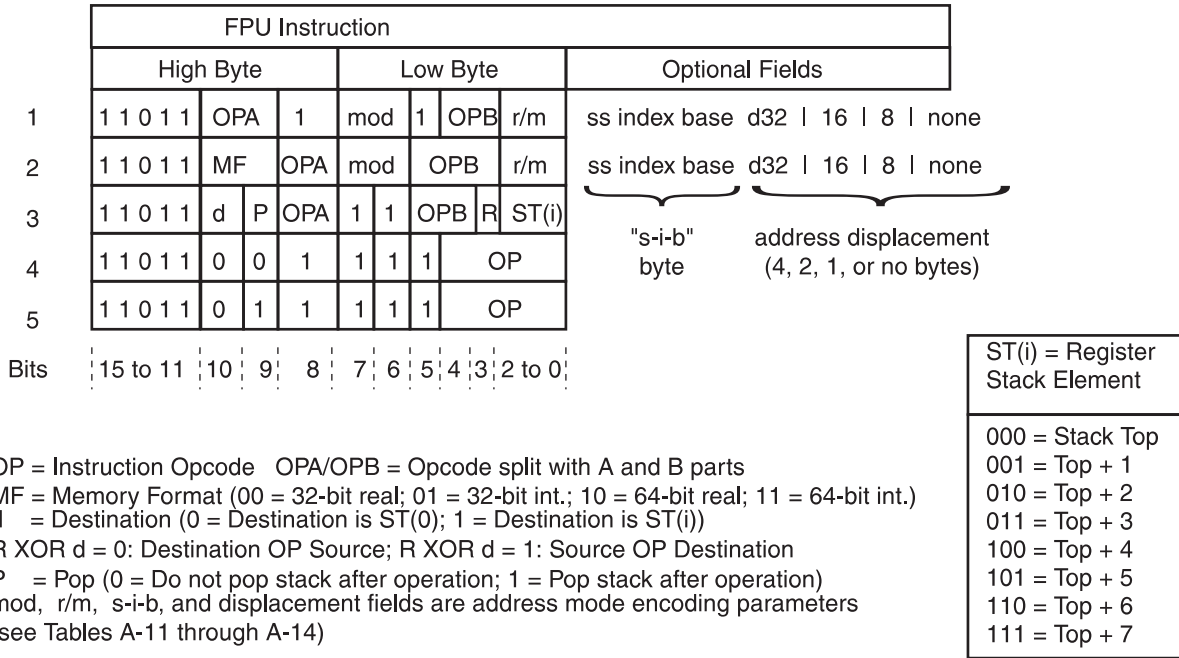 FPU Instruction
High Byte Low Byte Optional Fields
1 1 1 0 1 1 OPA 1 mod 1 OPB r/m ss index base d32 | 16 | 8 | none
2 1 1 0 1 1 MF OPA mod OPB r/m ss index base d32 | 16 | 8 | none
3 1 1 0 1 1 d P OPA 1 1 OPB R ST(i)
"s-i-b" address displacement
4 1 1 0 1 1 0 0 1 1 1 1 OP
byte (4, 2, 1, or no bytes)
5 1 1 0 1 1 0 1 1 1 1 1 OP
Bits 15 to 11 10 9 8 7 6 5 4 3 2 to 0
ST(i) = Register
Stack Element
000 = Stack Top
001 = Top + 1
010 = Top + 2
011 = Top + 3
100 = Top + 4
101 = Top + 5
110 = Top + 6
111 = Top + 7
OP = Instruction Opcode OPA/OPB = Opcode split with A and B parts
MF = Memory Format (00 = 32-bit real; 01 = 32-bit int.; 10 = 64-bit real; 11 = 64-bit int.)
= Destination (0 = Destination is ST(0); 1 = Destination is ST(i))
R XOR d = 0: Destination OP Source; R XOR d = 1: Source OP Destination
P = Pop (0 = Do not pop stack after operation; 1 = Pop stack after operation)
mod, r/m, s-i-b, and displacement fields are address mode encoding parameters
see Tables A-11 through A-14)